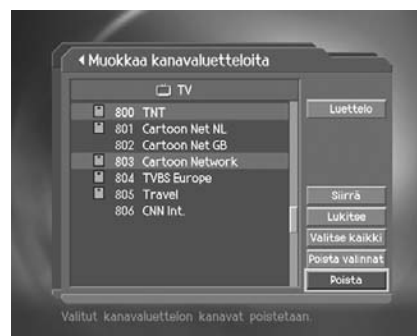 Muokkaa kanavaluetteloita
TV
800 TNT
801 Cartoon Net NL
802 Cartoon Net GB
803 Cartoon Network
804 TVBS Europe
805 Travel
806 CNN Int.
Luettelo
Siirrä
Lukitse
Valitse kaikki
Poista valinnat
Poista
Valitut kanavaluettelon kanavat poistetaan.